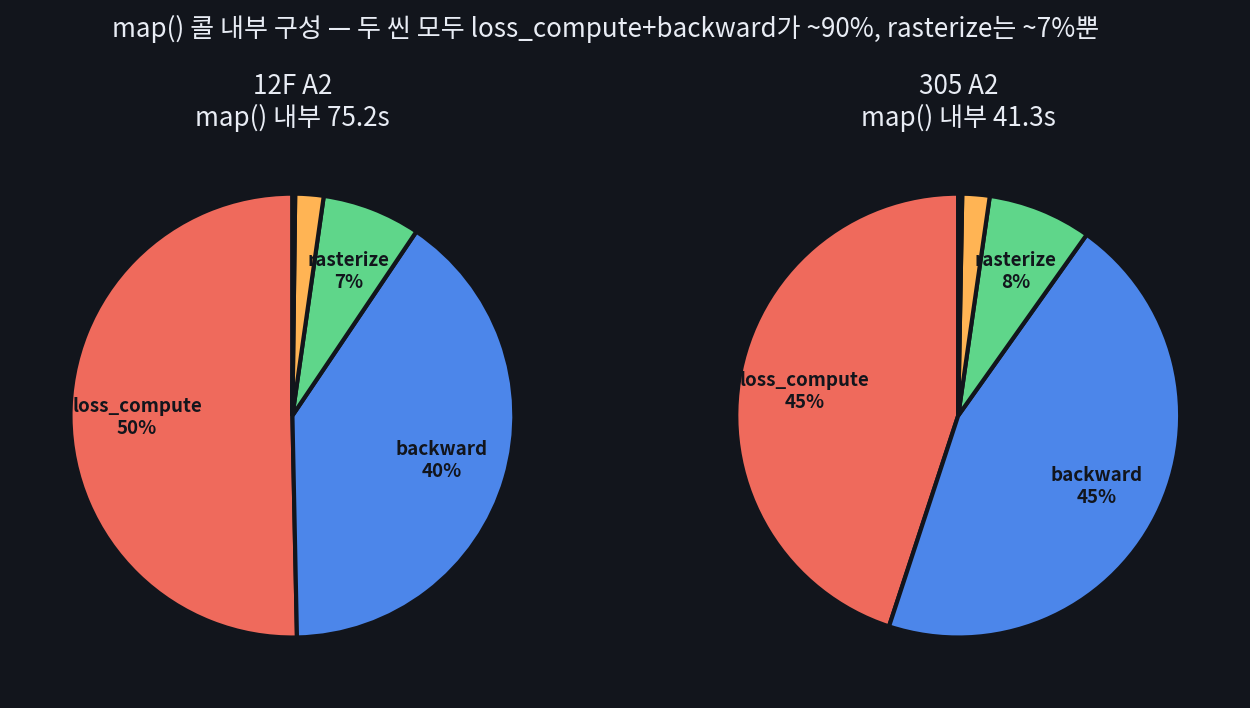 map() 콜 내부 구성 — 두 씬 모두 loss_compute+backward가 ~90%, rasterize는 ~7%뿐
12F A2
map() 내부 75.2s
rasterize
7%
loss_compute
50%
backward
40%
305 A2
map() 내부 41.3s
rasterize
8%
loss_compute
45%
backward
45%